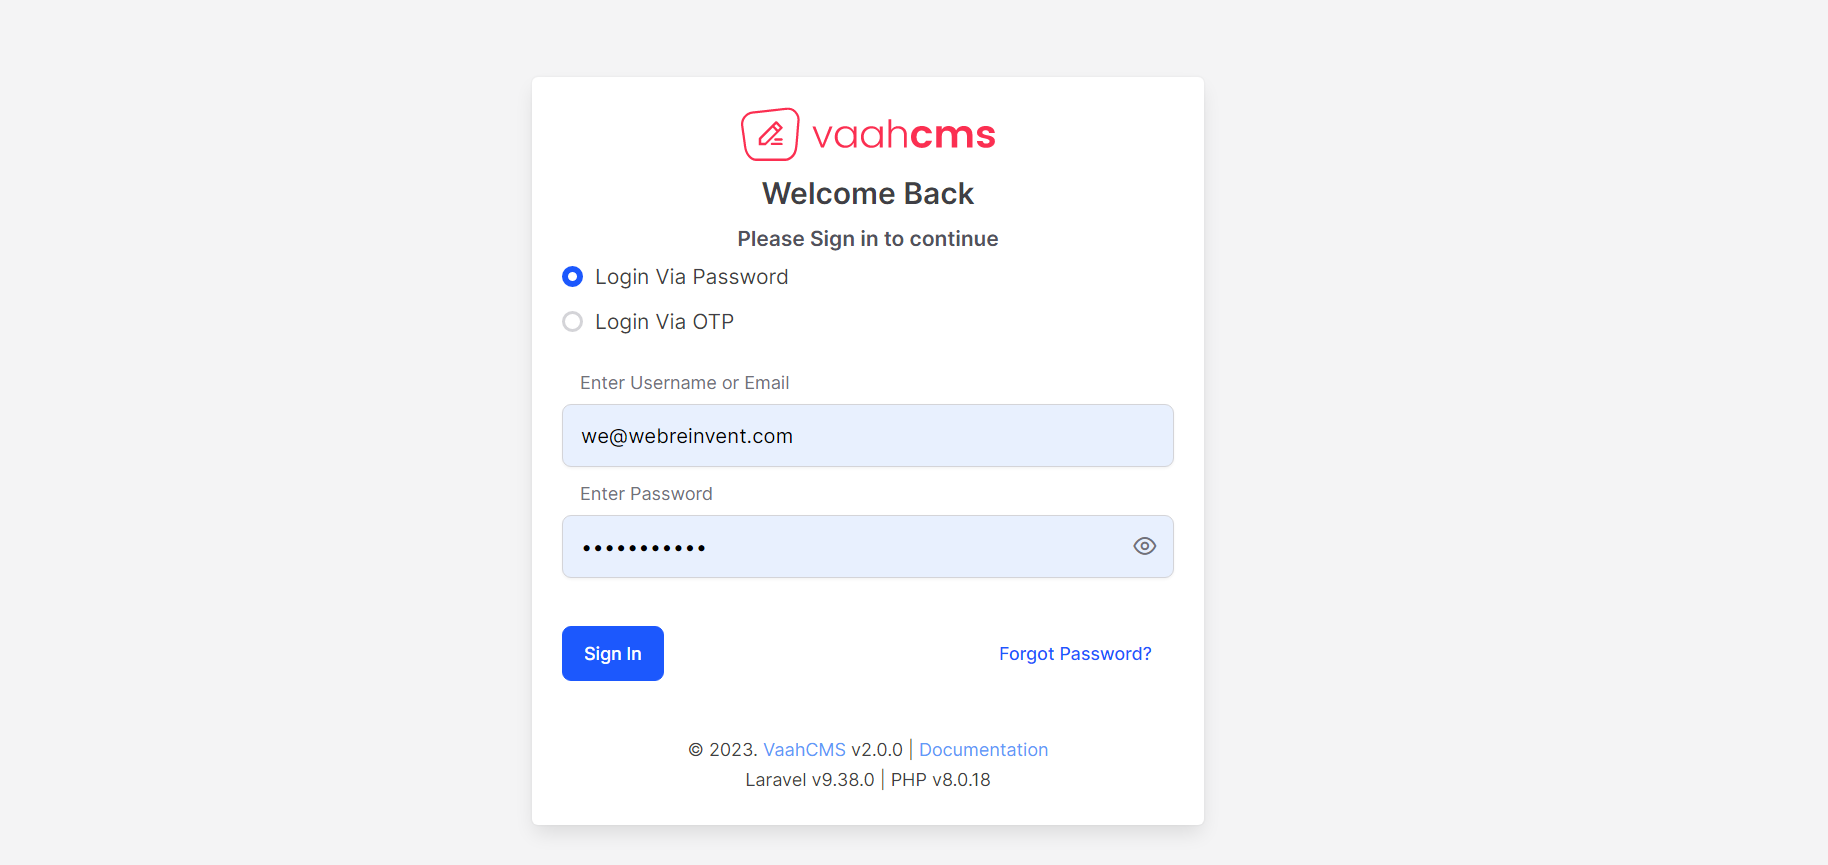 vaahcms
Welcome Back
Please Sign in to continue
Login Via Password
Login Via OTP
Enter Username or Email
we@webreinvent.com
Enter Password
•••••••••••
Sign In
Forgot Password?
© 2023. VaahCMS v2.0.0 | Documentation
Laravel v9.38.0 | PHP v8.0.18